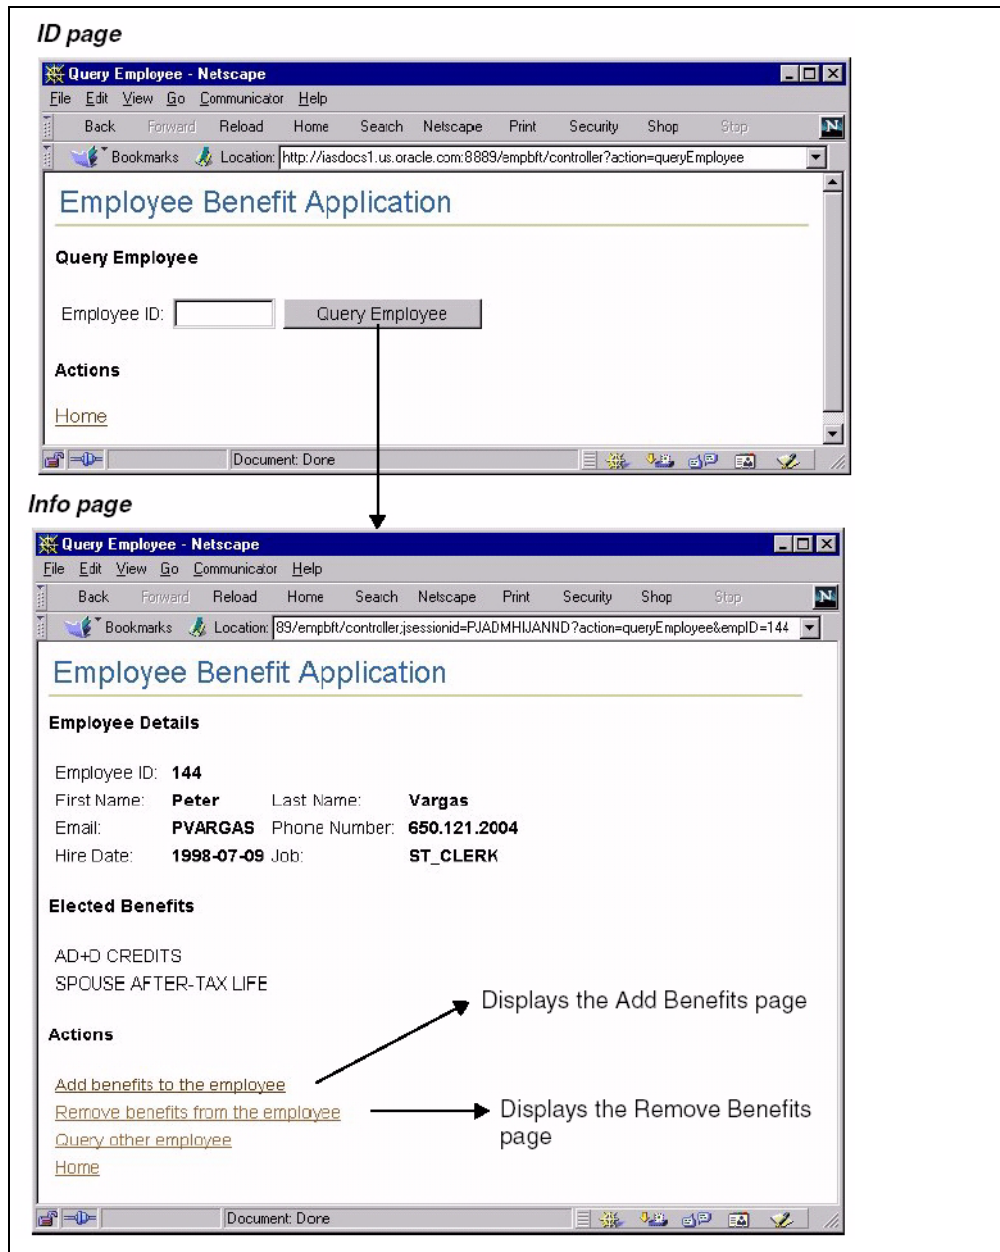 ID page
Query Employee - Netscape
File Edit View Go Communicator Help
Back Forward Reload Home Search Netscape Print Security Shop Stop N
Bookmarks Location: http://iasdocs1.us.oracle.com:8889/empbft/controller?action=queryEmployee
Employee Benefit Application
Query Employee
Employee ID: Query Employee
Actions
Home
Document: Done
Info page
Query Employee - Netscape
File Edit View Go Communicator Help
Back Forward Reload Home Search Netscape Print Security Shop Stop N
Bookmarks Location: 89/empbft/controller;jsessionid=PJADMHIJANND?action=queryEmployee&empID=144
Employee Benefit Application
Employee Details
Employee ID: 144
First Name: Peter Last Name: Vargas
Email: PVARGAS Phone Number: 650.121.2004
Hire Date: 1998-07-09 Job: ST_CLERK
Elected Benefits
AD+D CREDITS
SPOUSE AFTER-TAX LIFE
Displays the Add Benefits page
Actions
Add benefits to the employee
Remove benefits from the employee
Displays the Remove Benefits
page
Query other employee
Home
Document: Done